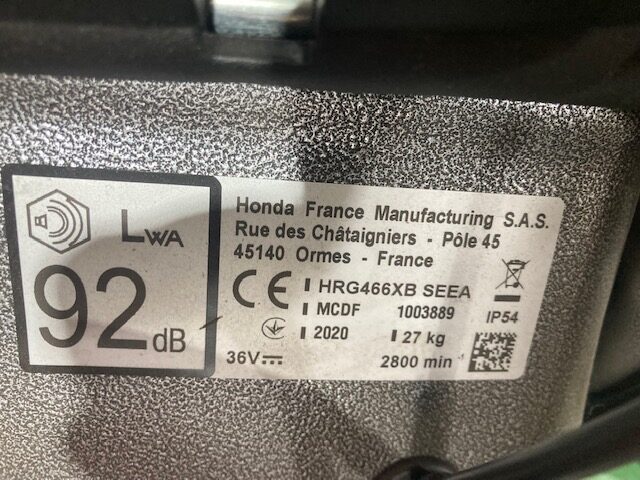 LWA
92 dB
Honda France Manufacturing S.A.S.
Rue des Châtaigniers - Pôle 45
45140 Ormes - France
CE
HRG466XB SEEA
MCDF 1003889
IP54
2020 27 kg
36V
2800 min